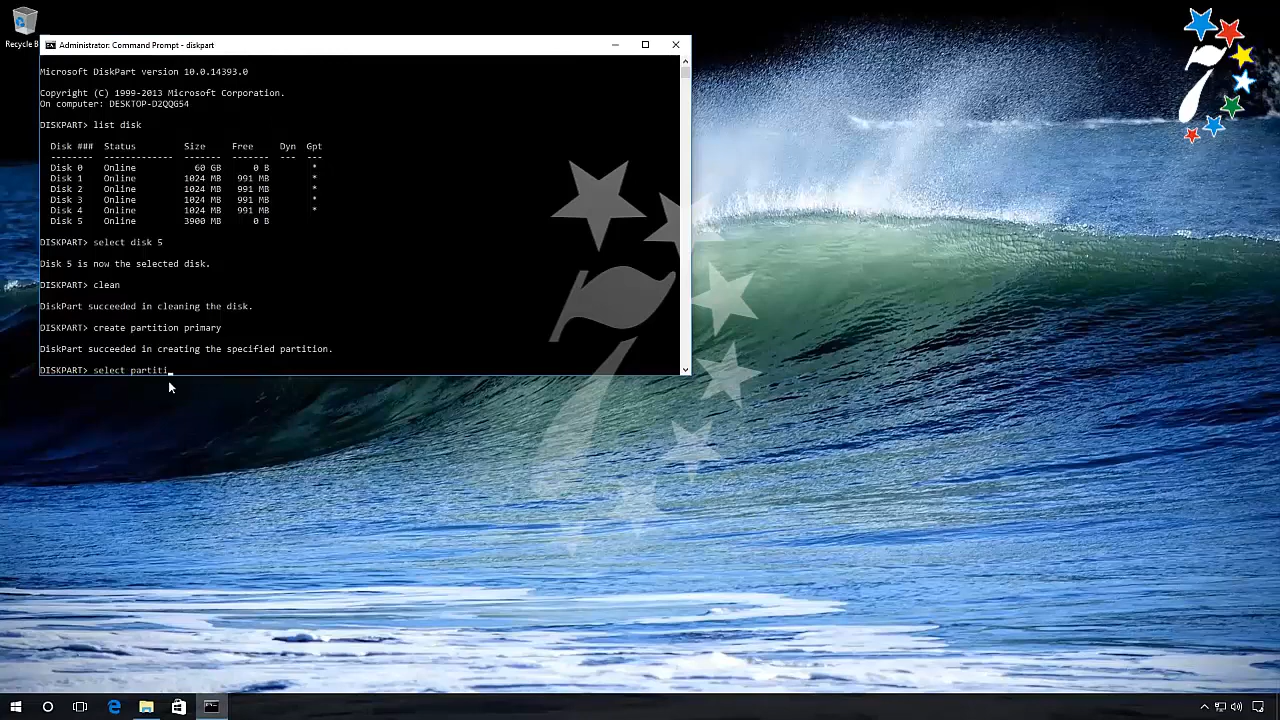 Recycle B
Administrator: Command Prompt - diskpart
Microsoft DiskPart version 10.0.14393.0
Copyright (C) 1999-2013 Microsoft Corporation.
On computer: DESKTOP-D2QQG54
DISKPART> list disk
Disk ### Status Size Free Dyn Gpt
-------- ------------- ------- ------- --- ---
Disk 0 Online 60 GB 0 B *
Disk 1 Online 1024 MB 991 MB *
Disk 2 Online 1024 MB 991 MB *
Disk 3 Online 1024 MB 991 MB *
Disk 4 Online 1024 MB 991 MB *
Disk 5 Online 3900 MB 0 B
DISKPART> select disk 5
Disk 5 is now the selected disk.
DISKPART> clean
DiskPart succeeded in cleaning the disk.
DISKPART> create partition primary
DiskPart succeeded in creating the specified partition.
DISKPART> select partiti_
7
7